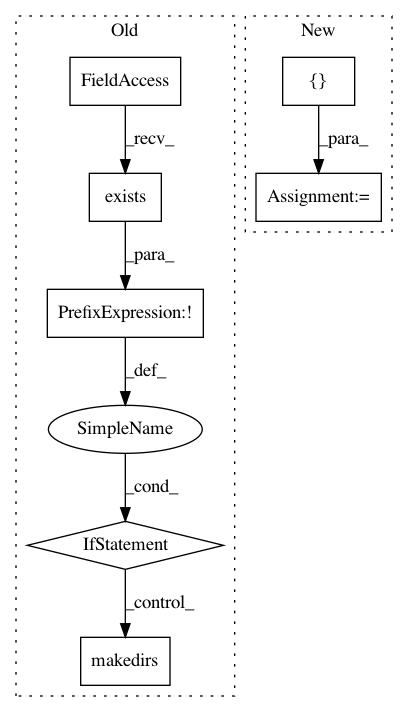 Old
FieldAccess
_recv_
exists
_para_
PrefixExpression:!
_def_
SimpleName
_cond_
IfStatement
_control_
makedirs
New
{}
_para_
Assignment:=